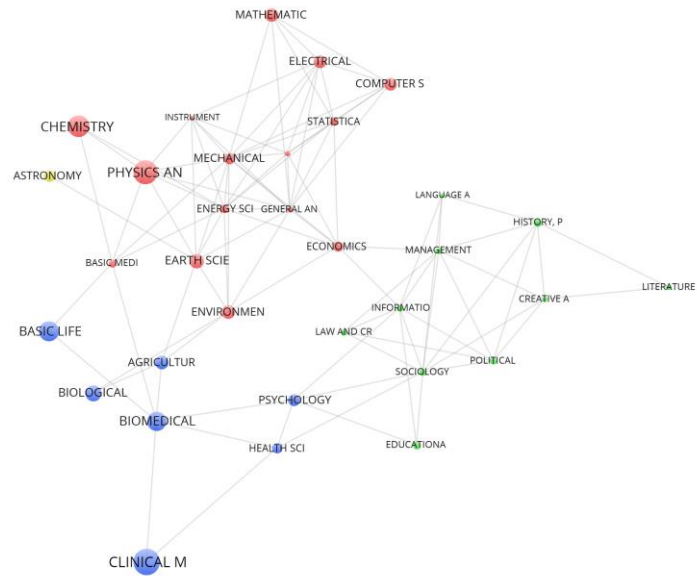 MATHEMATIC
ELECTRICAL
COMPUTER S
INSTRUMENT
STATISTICA
CHEMISTRY
MECHANICAL
ASTRONOMY
PHYSICS AN
LANGUAGE A
ENERGY SCI
GENERAL AN
HISTORY, P
ECONOMICS
MANAGEMENT
BASIC MEDI
EARTH SCIE
LITERATURE
CREATIVE A
INFORMATIO
ENVIRONMEN
BASIC LIFE
LAW AND CR
AGRICULTUR
POLITICAL
SOCIOLOGY
BIOLOGICAL
PSYCHOLOGY
BIOMEDICAL
EDUCATIONA
HEALTH SCI
CLINICAL M